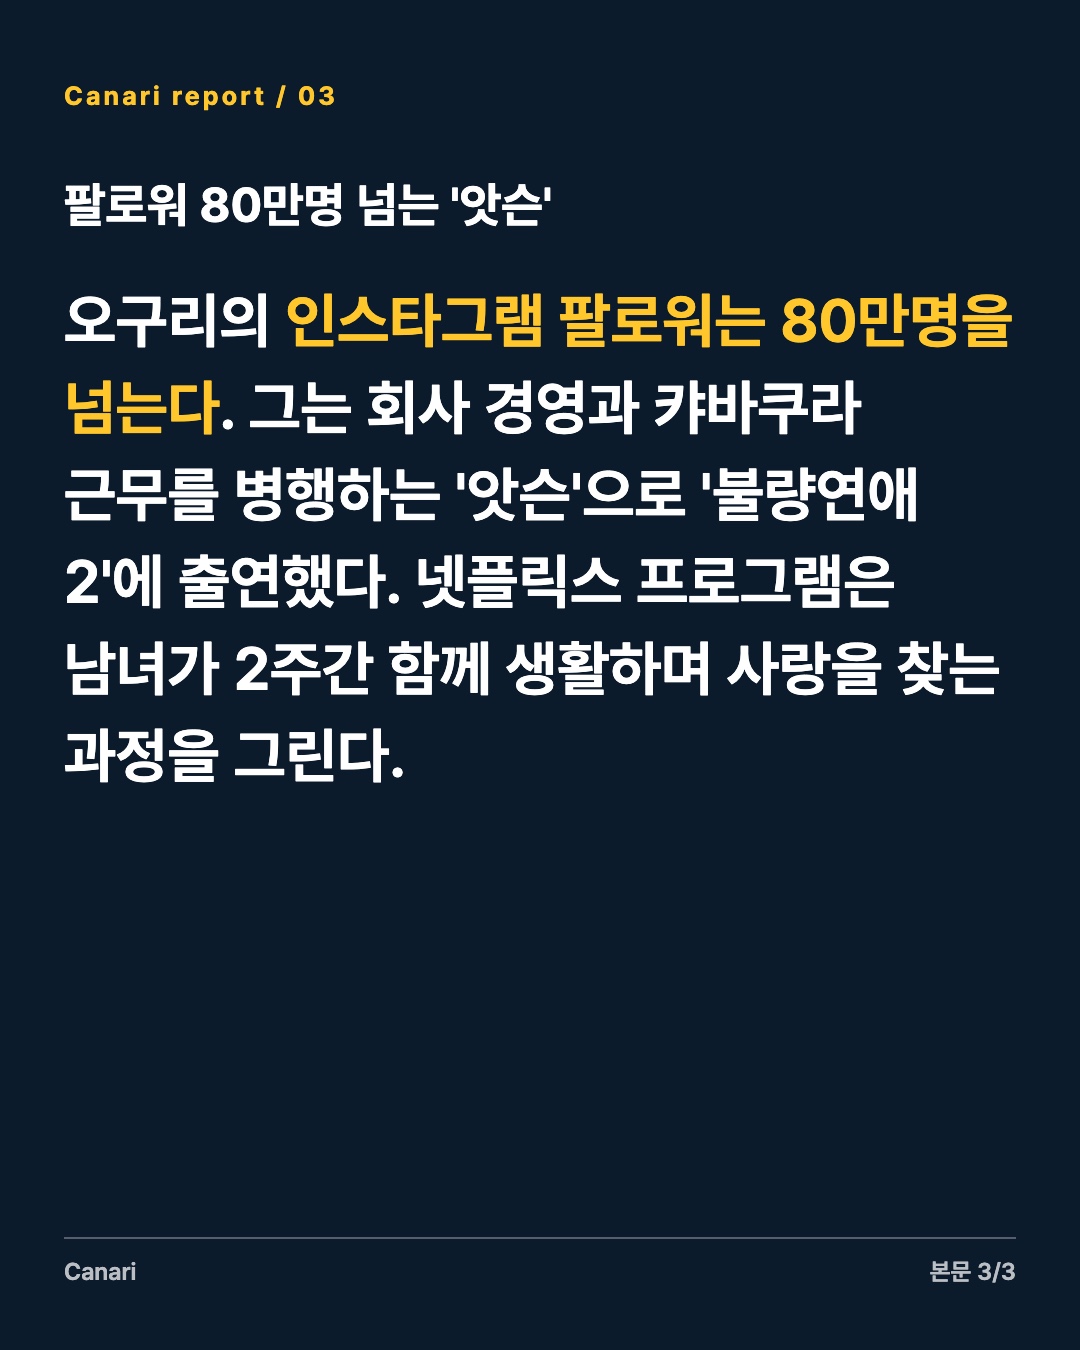 Canari report / 03
팔로워 80만명 넘는 '앗슨'
오구리의 인스타그램 팔로워는 80만명을
넘는다. 그는 회사 경영과 캬바쿠라
근무를 병행하는 '앗슨'으로 '불량연애
2'에 출연했다. 넷플릭스 프로그램은
남녀가 2주간 함께 생활하며 사랑을 찾는
과정을 그린다.
Canari
본문 3/3